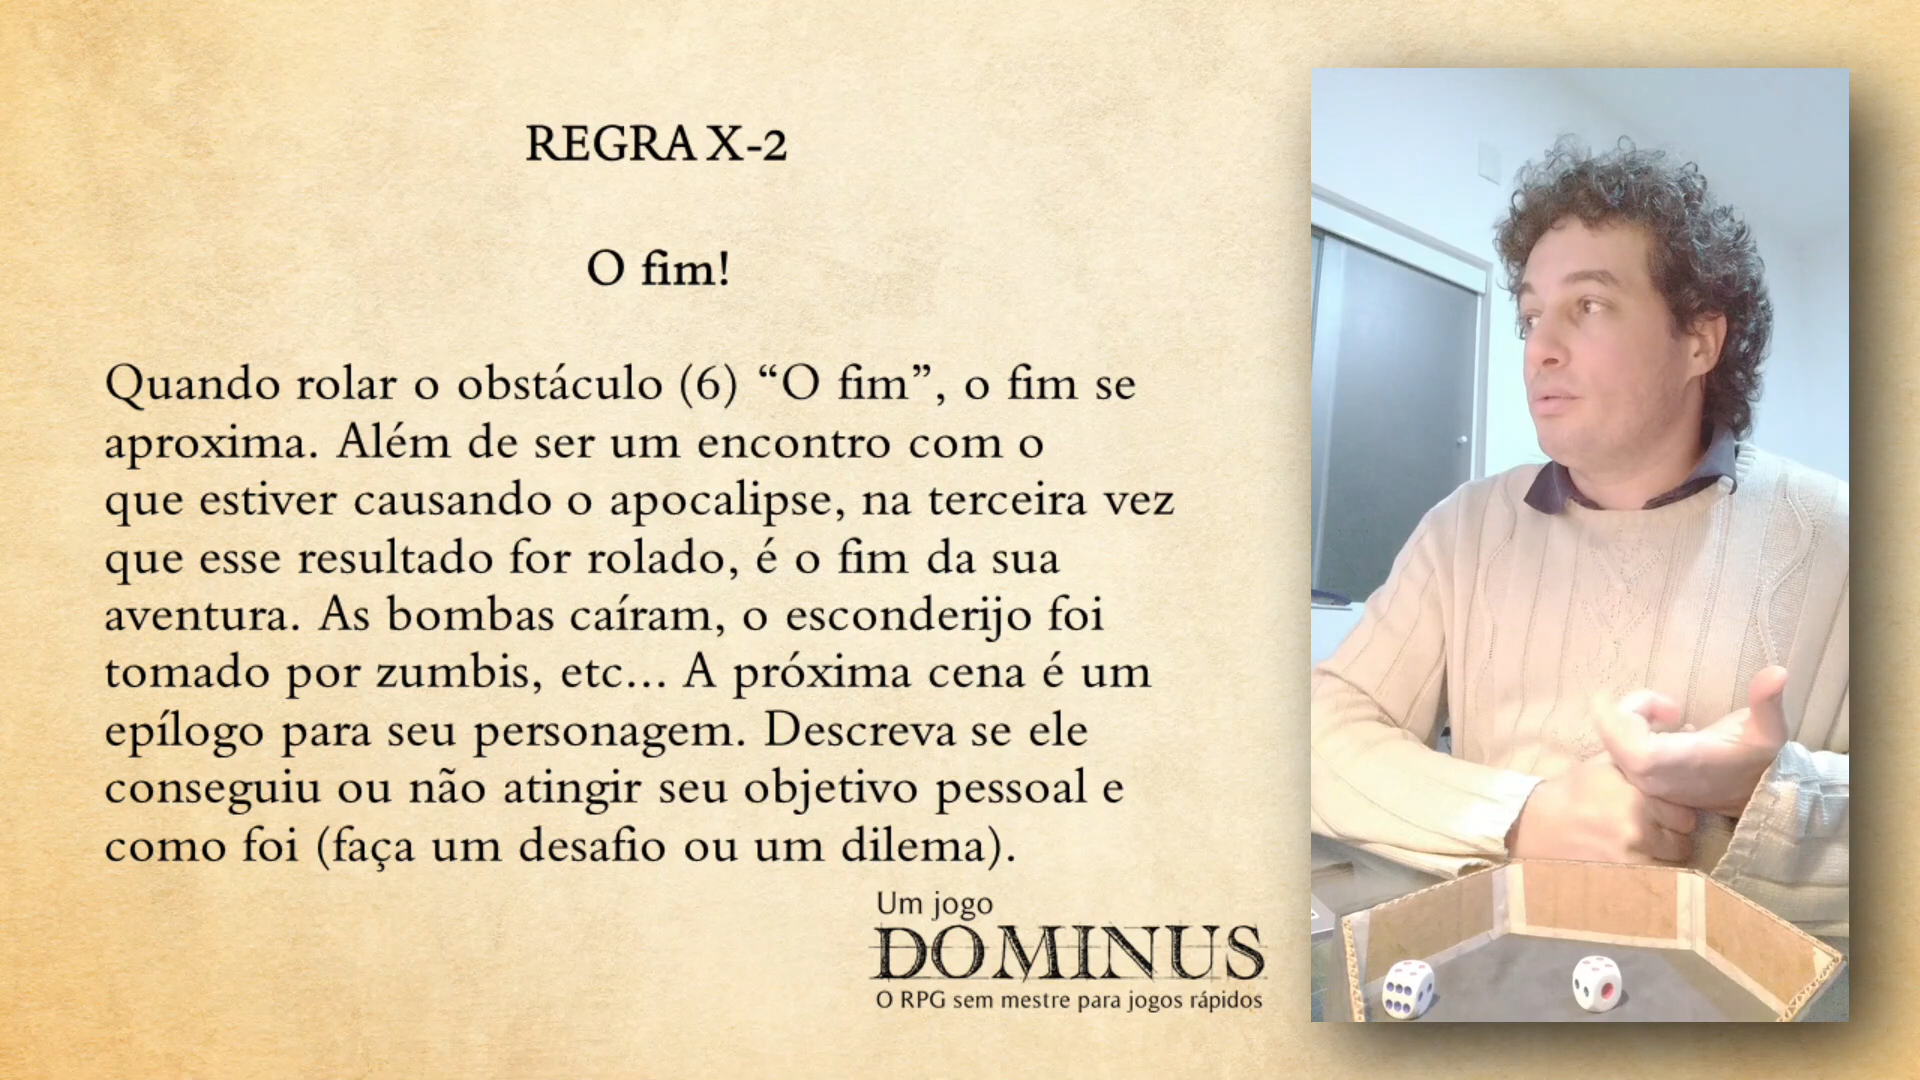 REGRA X-2
O fim!
Quando rolar o obstáculo (6) “O fim”, o fim se
aproxima. Além de ser um encontro com o
que estiver causando o apocalipse, na terceira vez
que esse resultado for rolado, é o fim da sua
aventura. As bombas caíram, o esconderijo foi
tomado por zumbis, etc... A próxima cena é um
epílogo para seu personagem. Descreva se ele
conseguiu ou não atingir seu objetivo pessoal e
como foi (faça um desafio ou um dilema).
Um jogo
DOMINUS
O RPG sem mestre para jogos rápidos